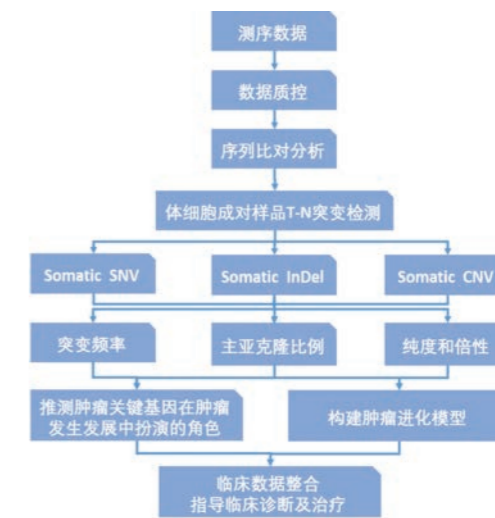 测序数据
数据质控
序列比对分析
体细胞成对样品T-N突变检测
Somatic SNV
Somatic InDel
Somatic CNV
突变频率
主亚克隆比例
纯度和倍性
推测肿瘤关键基因在肿瘤
发生发展中扮演的角色
构建肿瘤进化模型
临床数据整合
指导临床诊断及治疗